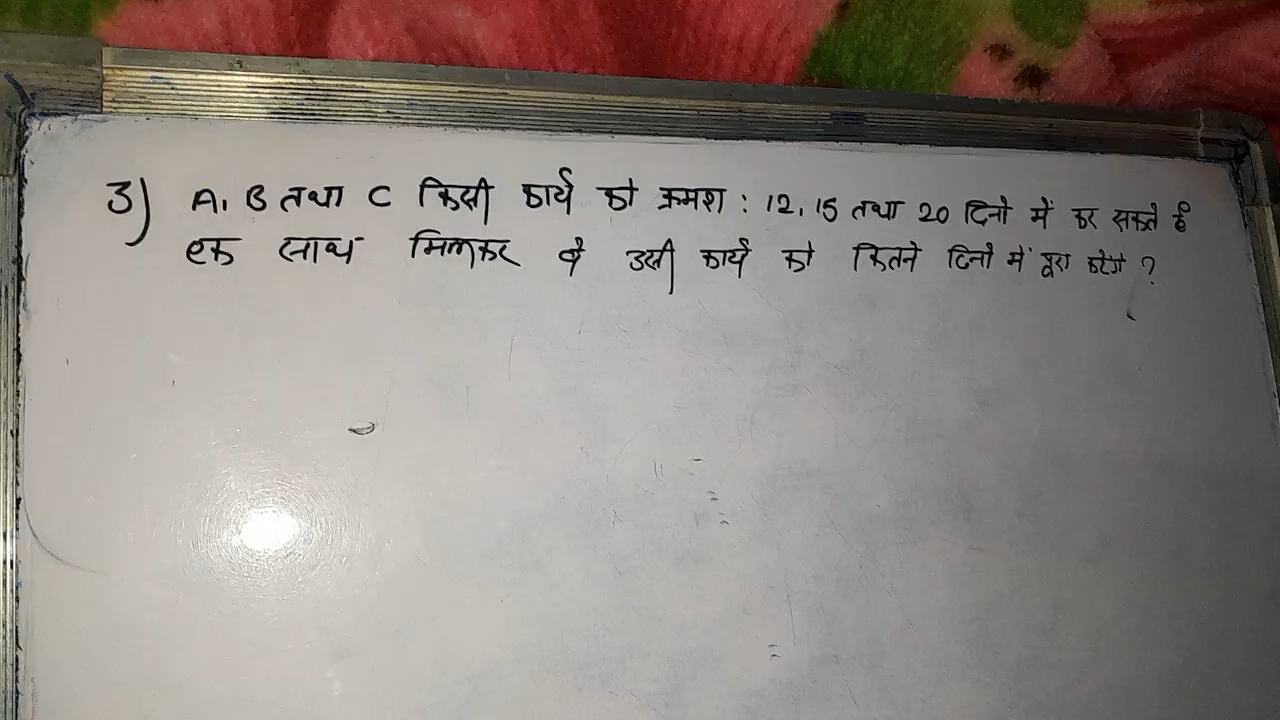 3) A, B तथा C किसी कार्य को क्रमश: 12, 15 तथा 20 दिनो में कर सकते है
एक साथ मिलकर वे उसी कार्य को कितने दिनो में पूरा करेगे ?